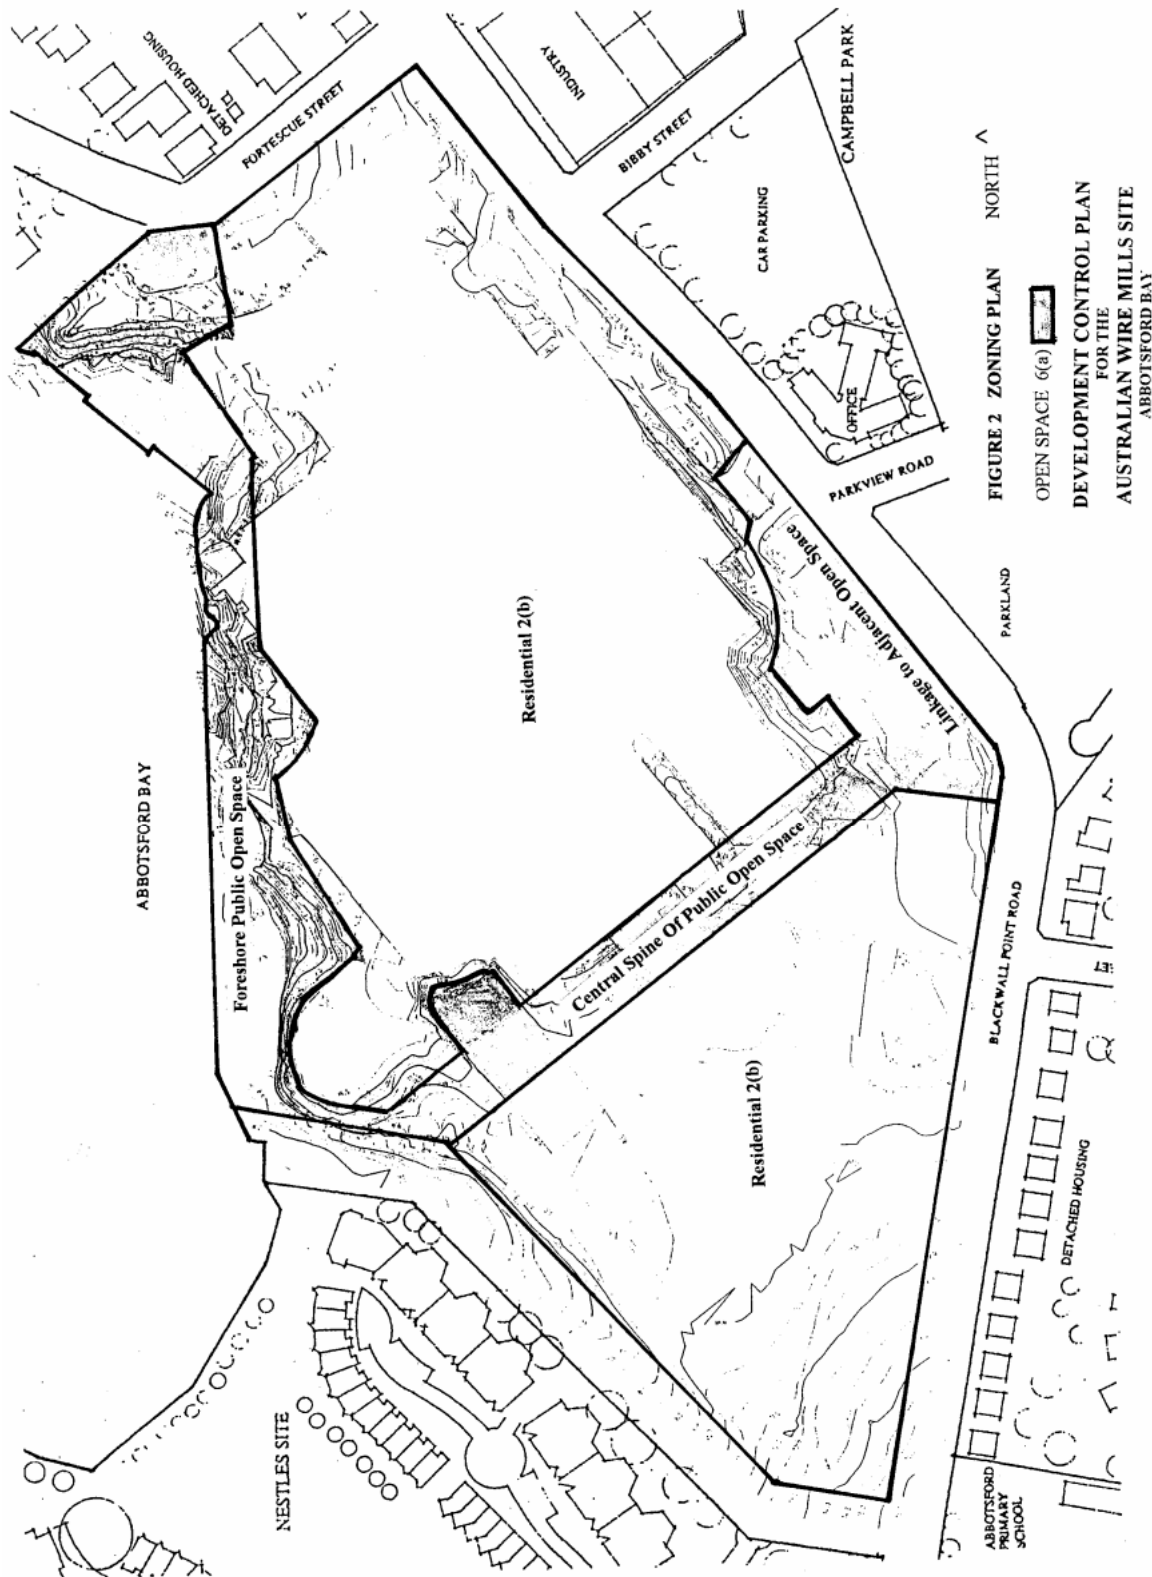 DETACHED HOUSING
FORTESCUE STREET
INDUSTRY
BIBBY STREET
CAMPBELL PARK
CAR PARKING
OFFICE
PARKVIEW ROAD
PARKLAND
ABBOTSFORD BAY
Foreshore Public Open Space
Residential 2(b)
Linkage to Adjacent Open Space
Central Spine Of Public Open Space
Residential 2(b)
BLACKWALL POINT ROAD
DETACHED HOUSING
NESTLES SITE
ABBOTSFORD
PRIMARY
SCHOOL
FIGURE 2 ZONING PLAN NORTH <
OPEN SPACE 6(a)
DEVELOPMENT CONTROL PLAN
FOR THE
AUSTRALIAN WIRE MILLS SITE
ABBOTSFORD BAY